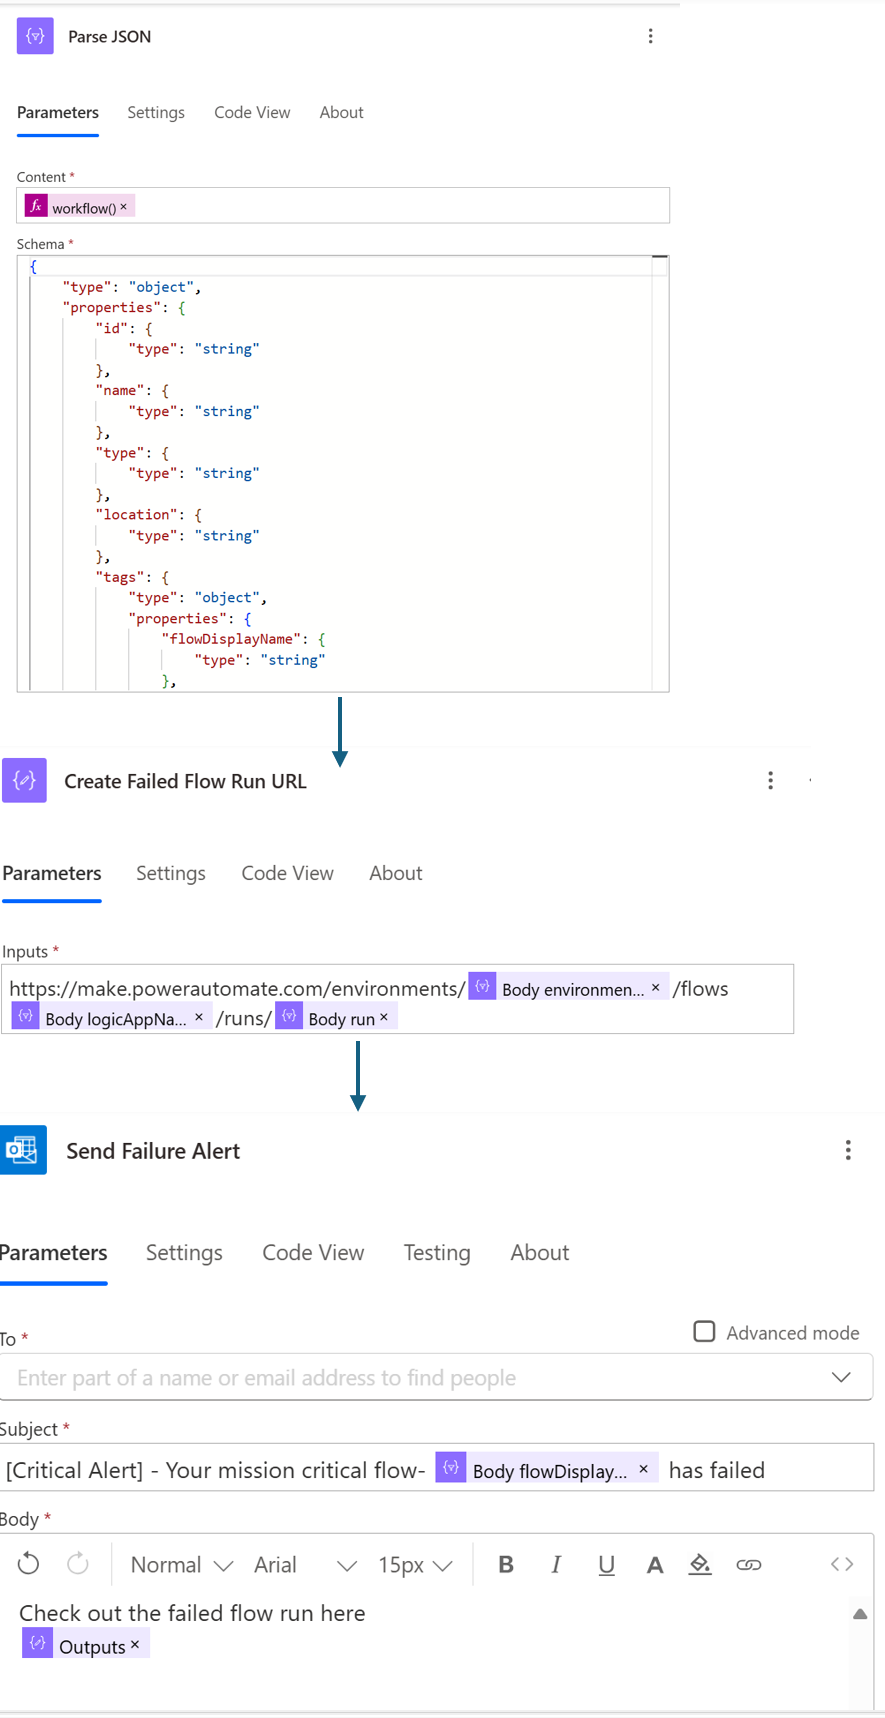 Parse JSON
Parameters Settings Code View About
Content *
fx workflow() ×
Schema *
{
"type": "object",
"properties": {
"id": {
"type": "string"
},
"name": {
"type": "string"
},
"type": {
"type": "string"
},
"location": {
"type": "string"
},
"tags": {
"type": "object",
"properties": {
"flowDisplayName": {
"type": "string"
},
Create Failed Flow Run URL
Parameters Settings Code View About
Inputs *
https://make.powerautomate.com/environments/ Body environmen... × /flows
Body logicAppNa... × /runs/ Body run ×
Send Failure Alert
Parameters Settings Code View Testing About
Advanced mode
To *
Enter part of a name or email address to find people
Subject *
[Critical Alert] - Your mission critical flow- Body flowDisplay... × has failed
Body *
Normal Arial 15px B I U A <>
Check out the failed flow run here
Outputs ×